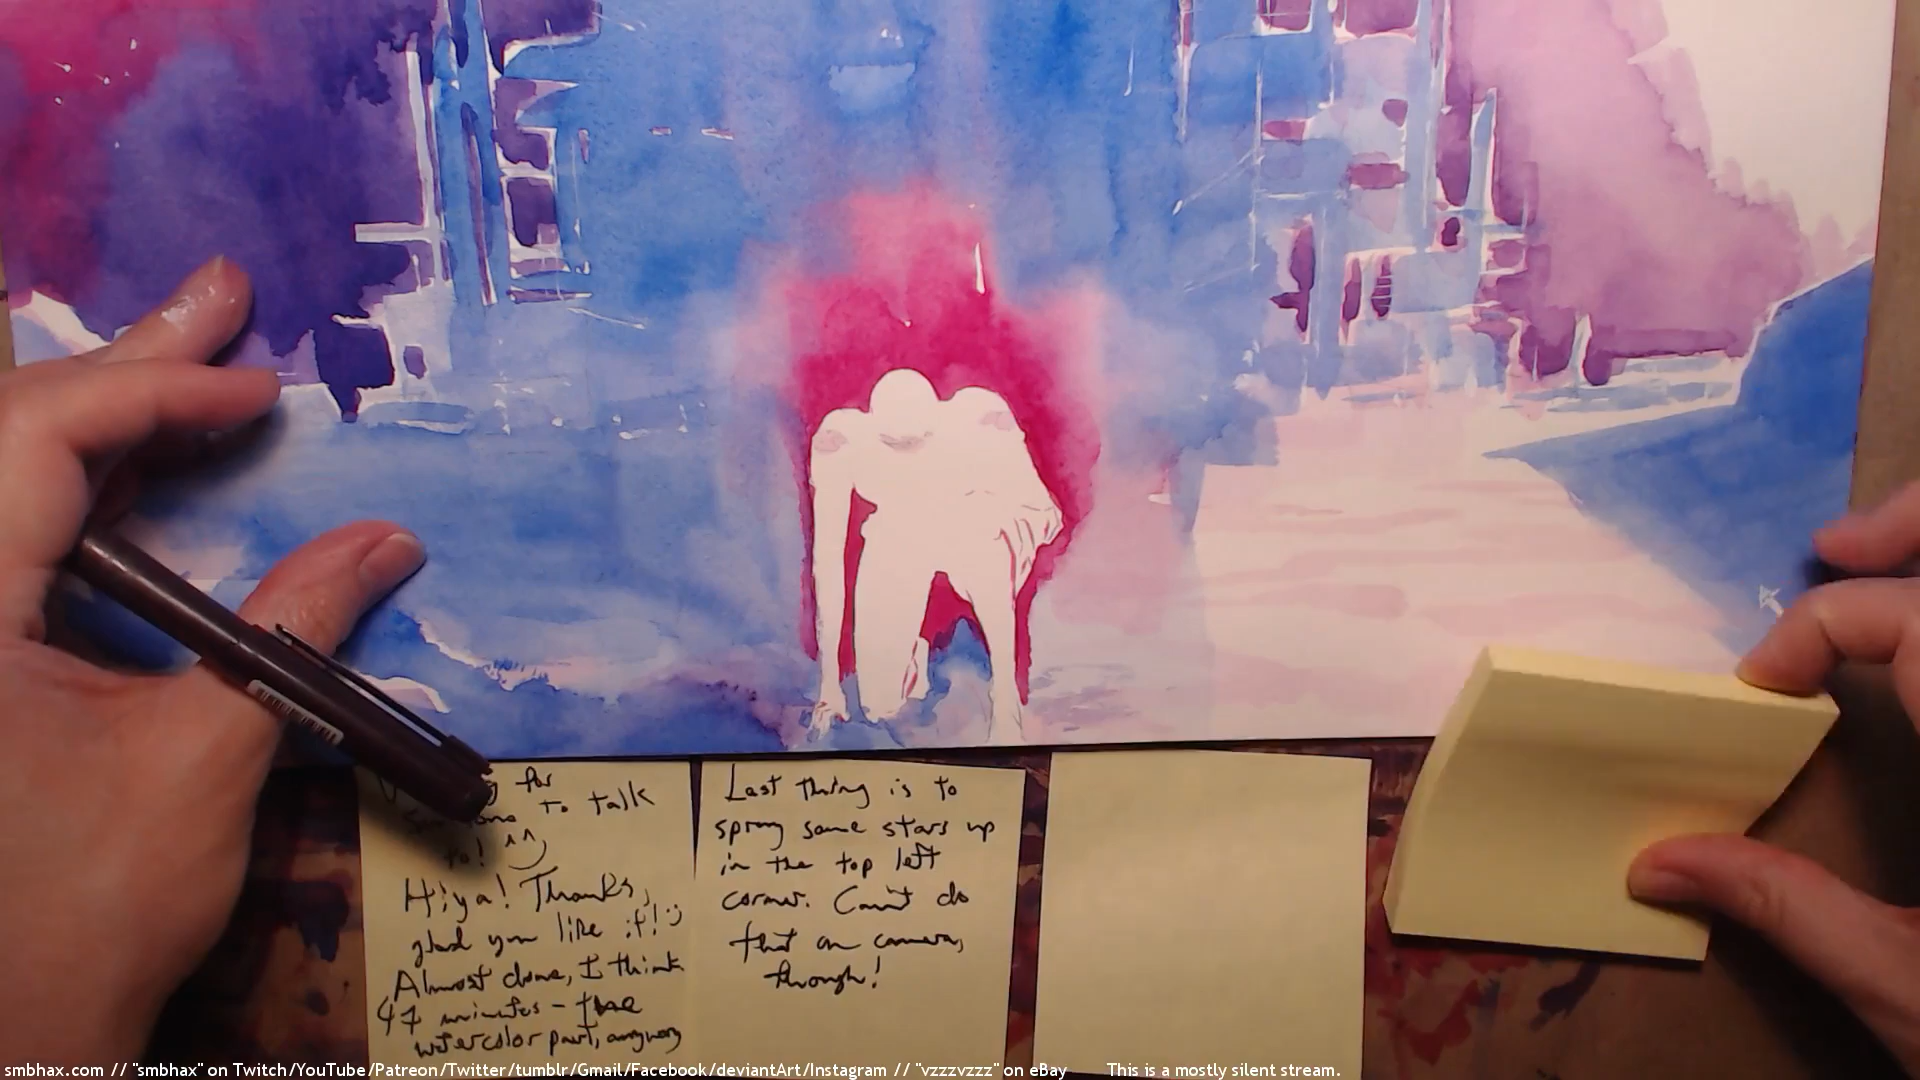 for
to talk
to! ^^
Hiya! Thanks,
glad you like it! :)
Almost done, I think
47 minutes – the
watercolor part, anyway
Last thing is to
spray some stars up
in the top left
corner. Can't do
that on camera,
though!
smbhax.com // "smbhax" on Twitch/YouTube/Patreon/Twitter/tumblr/Gmail/Facebook/deviantArt/Instagram // "vzzzvzzz" on eBay This is a mostly silent stream.